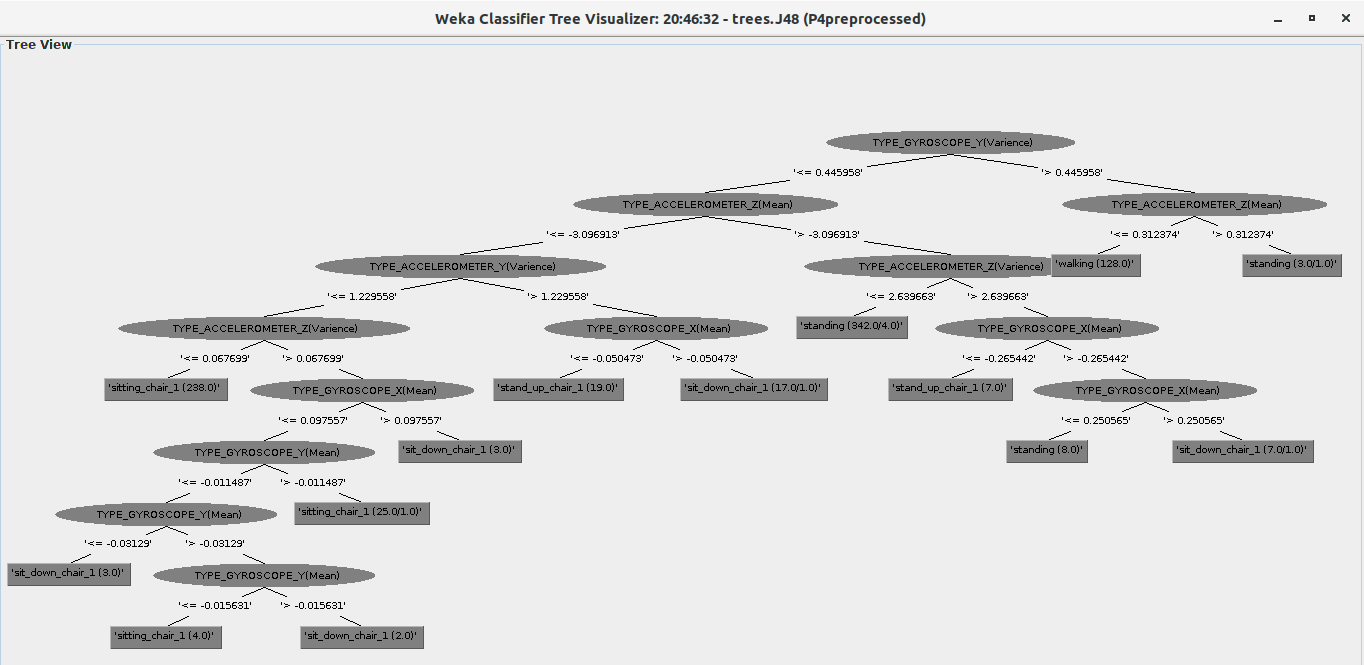 Weka Classifier Tree Visualizer: 20:46:32 - trees.J48 (P4preprocessed)
Tree View
TYPE_GYROSCOPE_Y(Varience)
'<= 0.445958' '> 0.445958'
TYPE_ACCELEROMETER_Z(Mean) TYPE_ACCELEROMETER_Z(Mean)
'<= -3.096913' '> -3.096913' '<= 0.312374' '> 0.312374'
TYPE_ACCELEROMETER_Y(Varience) TYPE_ACCELEROMETER_Z(Varience) 'walking (128.0)' 'standing (3.0/1.0)'
'<= 1.229558' '> 1.229558' '<= 2.639663' '> 2.639663'
TYPE_ACCELEROMETER_Z(Varience) TYPE_GYROSCOPE_X(Mean) 'standing (342.0/4.0)' TYPE_GYROSCOPE_X(Mean)
'<= 0.067699' '> 0.067699' '<= -0.050473' '> -0.050473' '<= -0.265442' '> -0.265442'
'sitting_chair_1 (238.0)' TYPE_GYROSCOPE_X(Mean) 'stand_up_chair_1 (19.0)' 'sit_down_chair_1 (17.0/1.0)' 'stand_up_chair_1 (7.0)' TYPE_GYROSCOPE_X(Mean)
'<= 0.097557' '> 0.097557' '<= 0.250565' '> 0.250565'
TYPE_GYROSCOPE_Y(Mean) 'sit_down_chair_1 (3.0)' 'standing (8.0)' 'sit_down_chair_1 (7.0/1.0)'
'<= -0.011487' '> -0.011487'
TYPE_GYROSCOPE_Y(Mean) 'sitting_chair_1 (25.0/1.0)'
'<= -0.03129' '> -0.03129'
'sit_down_chair_1 (3.0)' TYPE_GYROSCOPE_Y(Mean)
'<= -0.015631' '> -0.015631'
'sitting_chair_1 (4.0)' 'sit_down_chair_1 (2.0)'